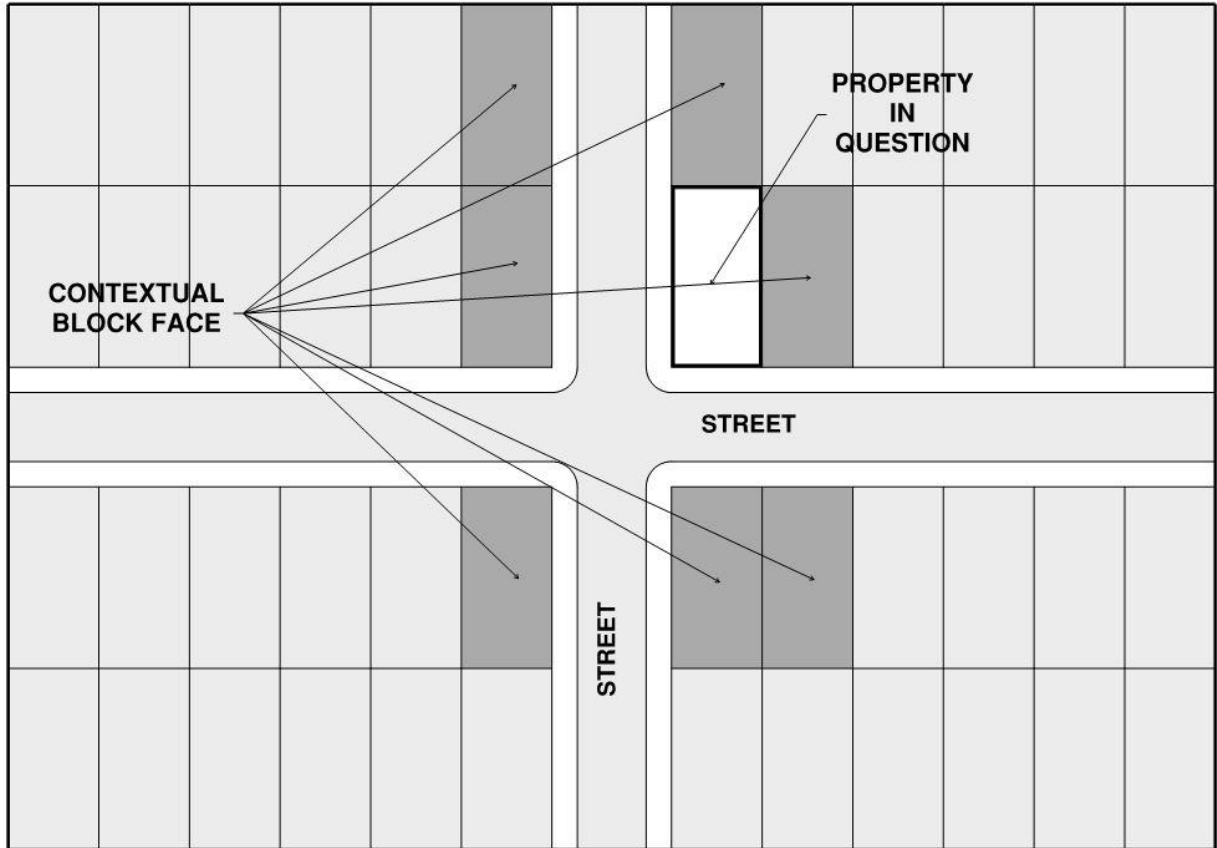 PROPERTY
IN
QUESTION
CONTEXTUAL
BLOCK FACE
STREET
STREET